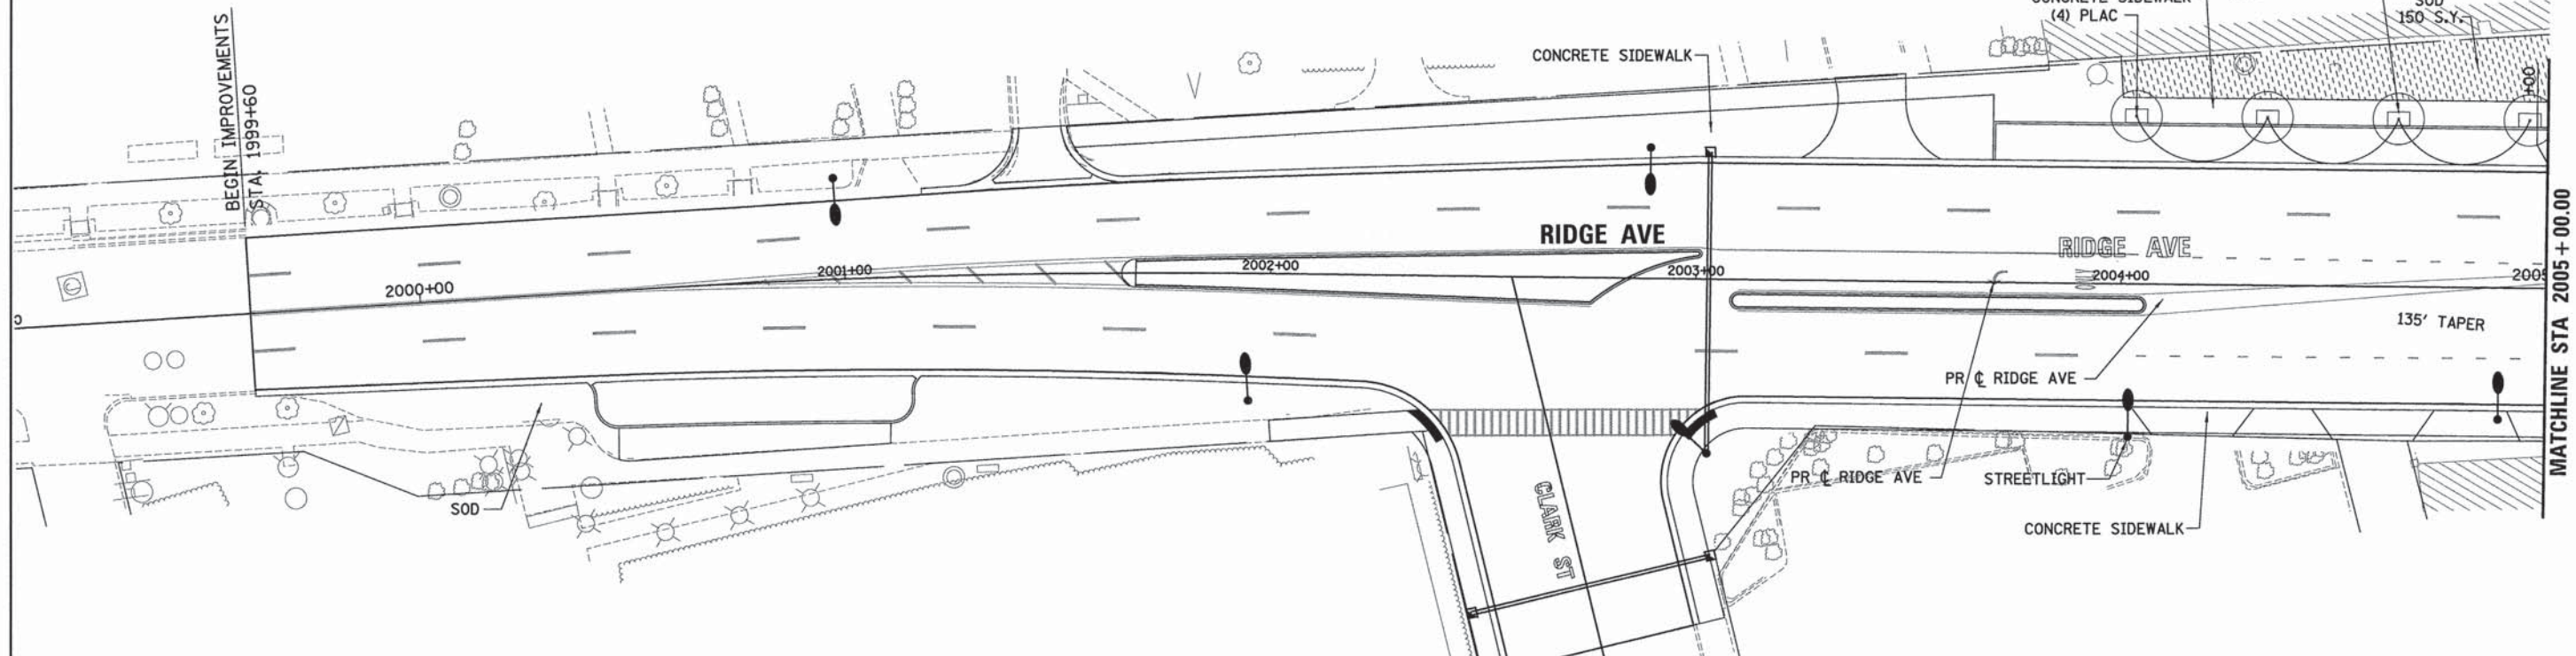 BEGIN IMPROVEMENTS
STA. 1999+60
CONCRETE SIDEWALK
(4) PLAC
SOD
150 S.Y.
CONCRETE SIDEWALK
+00
RIDGE AVE
RIDGE AVE
2000+00
2001+00
2002+00
2003+00
2004+00
2005
135' TAPER
PR ℄ RIDGE AVE
PR ℄ RIDGE AVE
STREETLIGHT
SOD
CLARK ST
CONCRETE SIDEWALK
MATCHLINE STA 2005+00.00